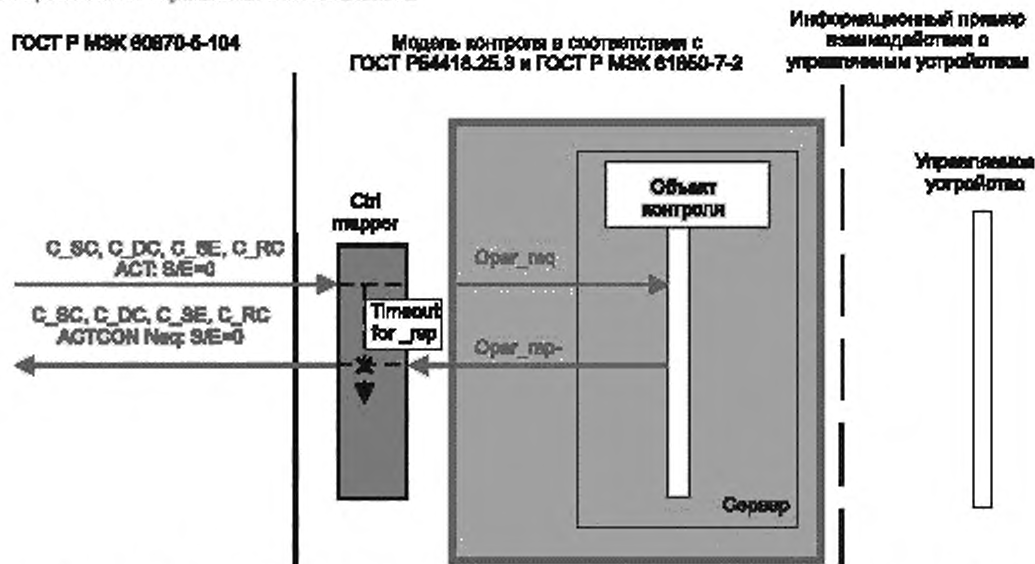 ГОСТ Р МЭК 60870-5-104
Модель контроля в соответствии с
ГОСТ Р54418.25.3 и ГОСТ Р МЭК 61850-7-2
Информационный пример
взаимодействия с
управляемым устройством
Управляемое
устройство
Объект
контроля
Ctrl
mapper
C_SC, C_DC, C_SE, C_RC
ACT: S/E=0
Oper_req
Timeout
for _rsp
C_SC, C_DC, C_SE, C_RC
ACTCON Neg: S/E=0
Oper_rsp-
Сервер